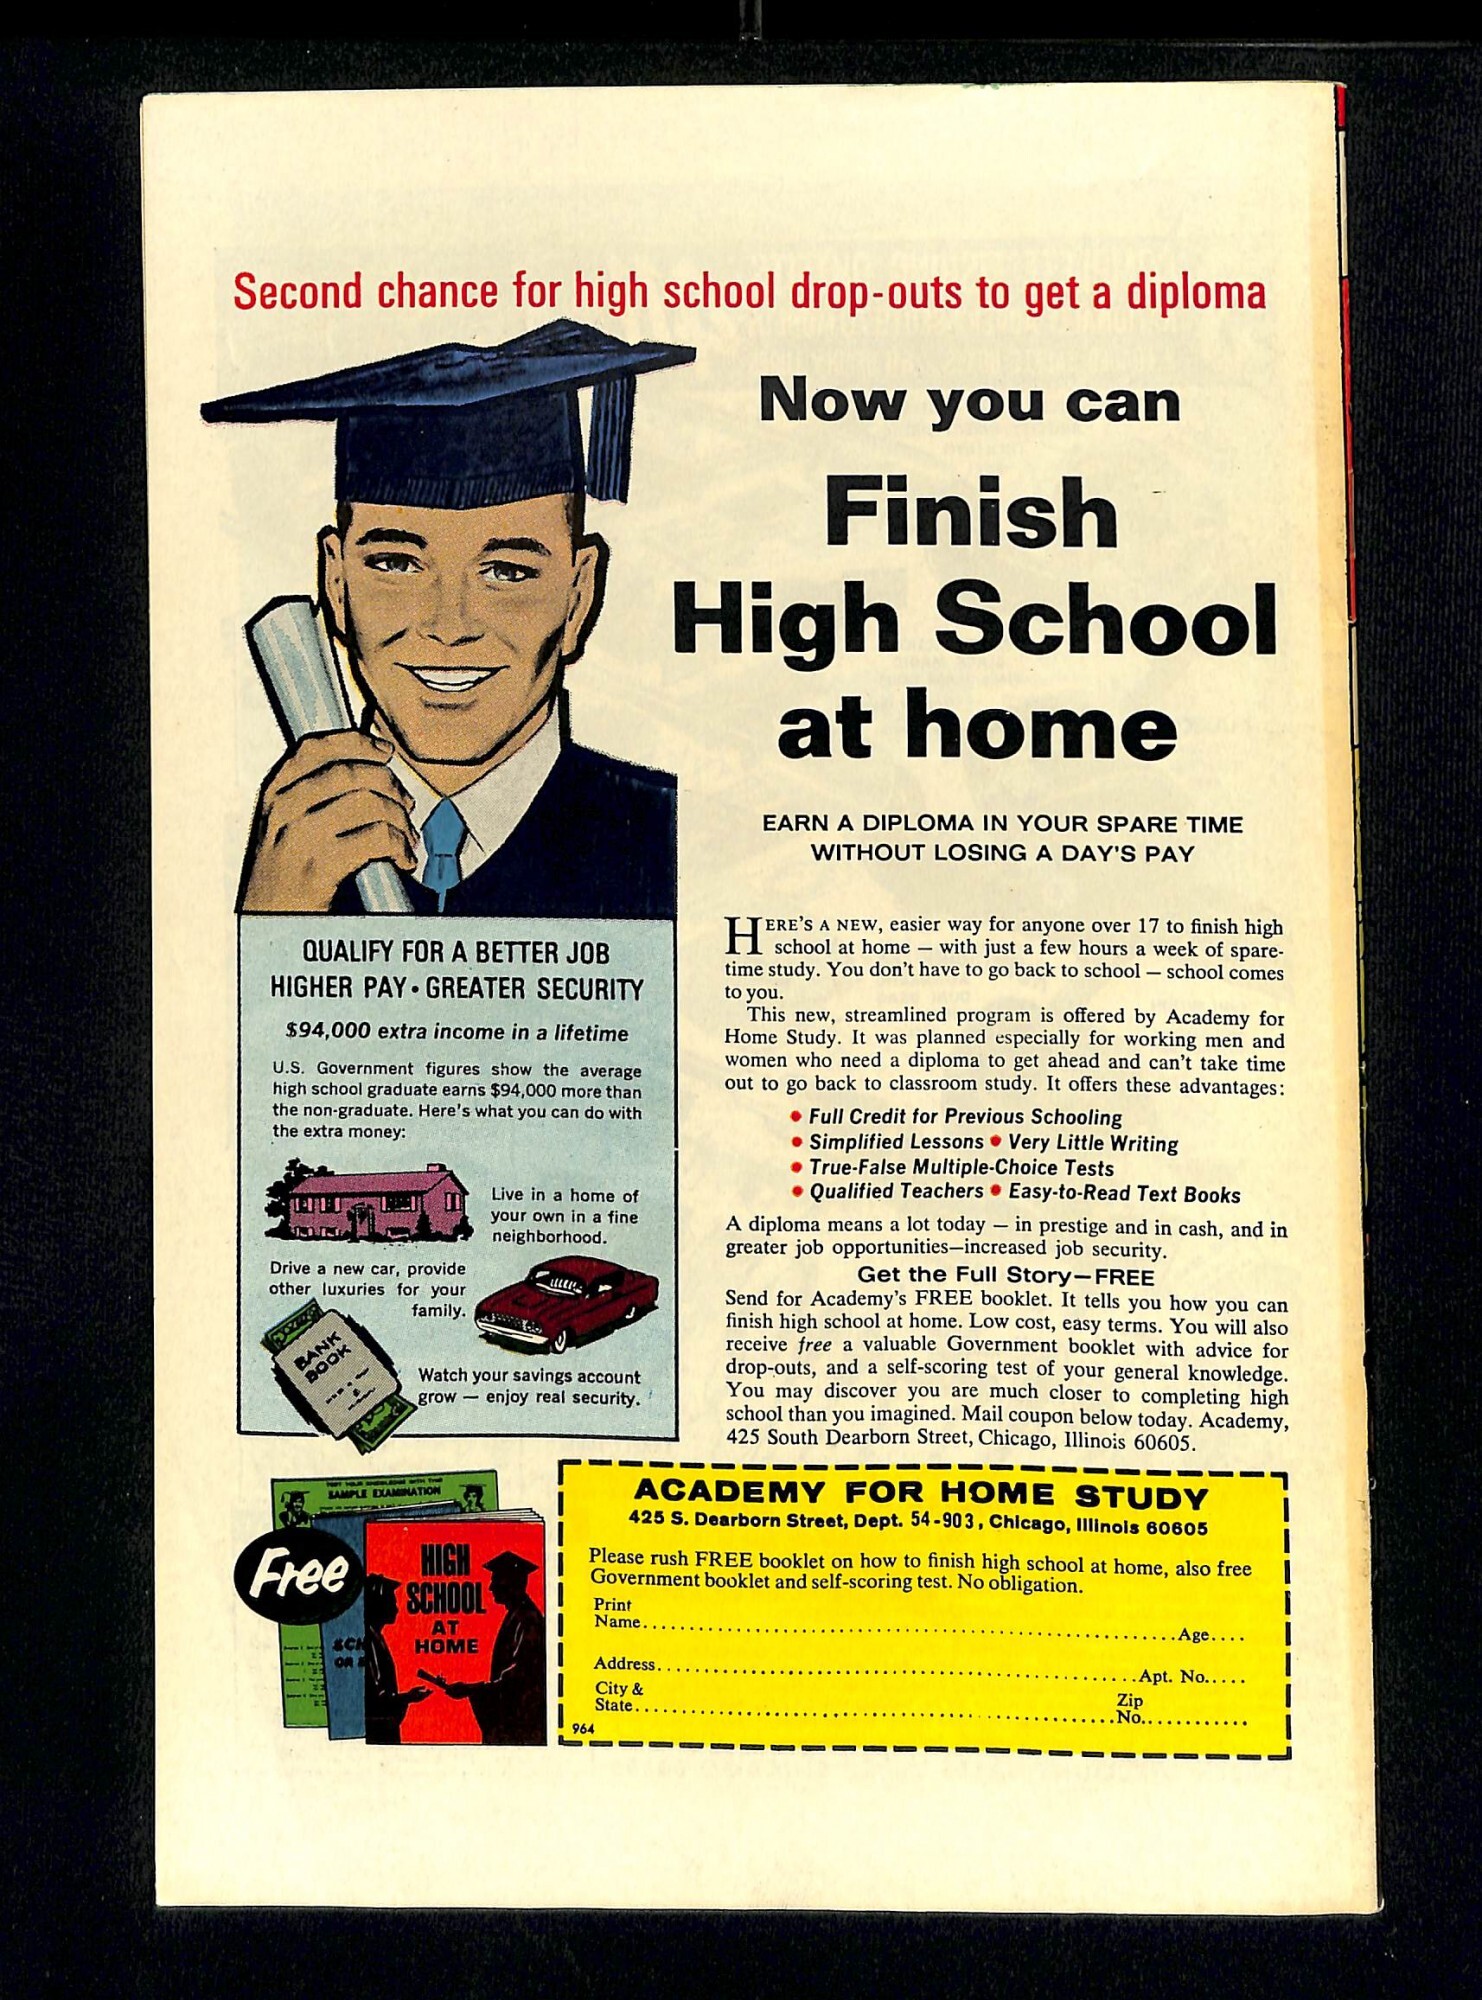 Second chance for high school drop-outs to get a diploma
Now you can
Finish
High School
at home
EARN A DIPLOMA IN YOUR SPARE TIME
WITHOUT LOSING A DAY'S PAY
HERE'S A NEW, easier way for anyone over 17 to finish high
school at home — with just a few hours a week of spare-
time study. You don't have to go back to school — school comes
to you.
This new, streamlined program is offered by Academy for
Home Study. It was planned especially for working men and
women who need a diploma to get ahead and can't take time
out to go back to classroom study. It offers these advantages:
• Full Credit for Previous Schooling
• Simplified Lessons • Very Little Writing
• True-False Multiple-Choice Tests
• Qualified Teachers • Easy-to-Read Text Books
A diploma means a lot today — in prestige and in cash, and in
greater job opportunities—increased job security.
Get the Full Story—FREE
Send for Academy's FREE booklet. It tells you how you can
finish high school at home. Low cost, easy terms. You will also
receive free a valuable Government booklet with advice for
drop-outs, and a self-scoring test of your general knowledge.
You may discover you are much closer to completing high
school than you imagined. Mail coupon below today. Academy,
425 South Dearborn Street, Chicago, Illinois 60605.
QUALIFY FOR A BETTER JOB
HIGHER PAY • GREATER SECURITY
$94,000 extra income in a lifetime
U.S. Government figures show the average
high school graduate earns $94,000 more than
the non-graduate. Here's what you can do with
the extra money:
Live in a home of
your own in a fine
neighborhood.
Drive a new car, provide
other luxuries for your
family.
BANK
BOOK
Watch your savings account
grow — enjoy real security.
TEST YOUR KNOWLEDGE WITH THIS
SAMPLE EXAMINATION
Free
HIGH
SCHOOL
AT
HOME
ACADEMY FOR HOME STUDY
425 S. Dearborn Street, Dept. 54-903, Chicago, Illinois 60605
Please rush FREE booklet on how to finish high school at home, also free
Government booklet and self-scoring test. No obligation.
Print
Name..........Age....
Address..........Apt. No.....
City & Zip
State..........No...........
964